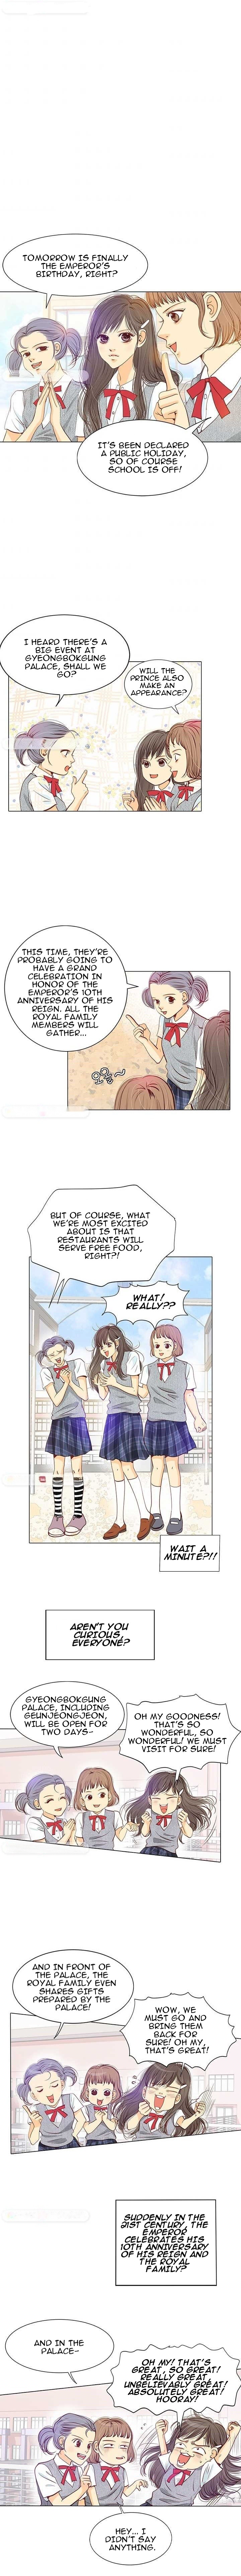 TOMORROW IS FINALLY
THE EMPEROR'S
BIRTHDAY, RIGHT?
IT'S BEEN DECLARED
A PUBLIC HOLIDAY,
SO OF COURSE
SCHOOL IS OFF!
I HEARD THERE'S A
BIG EVENT AT
GYEONGBOKGUNG
PALACE, SHALL WE
GO?
WILL THE
PRINCE ALSO
MAKE AN
APPEARANCE?
THIS TIME, THEY'RE
PROBABLY GOING TO
HAVE A GRAND
CELEBRATION IN
HONOR OF THE
EMPEROR'S 10TH
ANNIVERSARY OF HIS
REIGN. ALL THE
ROYAL FAMILY
MEMBERS WILL
GATHER...
오오~
BUT OF COURSE, WHAT
WE'RE MOST EXCITED
ABOUT IS THAT
RESTAURANTS WILL
SERVE FREE FOOD,
RIGHT?!
WHAT!
REALLY??
WAIT A
MINUTE?!!
AREN'T YOU
CURIOUS,
EVERYONE?
GYEONGBOKGUNG
PALACE, INCLUDING
GEUNJEONGJEON,
WILL BE OPEN FOR
TWO DAYS~
OH MY GOODNESS!
THAT'S SO
WONDERFUL, SO
WONDERFUL! WE MUST
VISIT FOR SURE!
AND IN FRONT OF
THE PALACE, THE
ROYAL FAMILY EVEN
SHARES GIFTS
PREPARED BY THE
PALACE!
WOW, WE
MUST GO AND
BRING THEM
BACK FOR
SURE! OH MY,
THAT'S GREAT!
SUDDENLY IN THE
21ST CENTURY, THE
EMPEROR
CELEBRATES HIS
10TH ANNIVERSARY
OF HIS REIGN AND
THE ROYAL
FAMILY?
AND IN THE
PALACE~
OH MY! THAT'S
GREAT, SO GREAT!
REALLY GREAT,
UNBELIEVABLY GREAT!
ABSOLUTELY GREAT!
HOORAY!
HEY... I
DIDN'T SAY
ANYTHING.